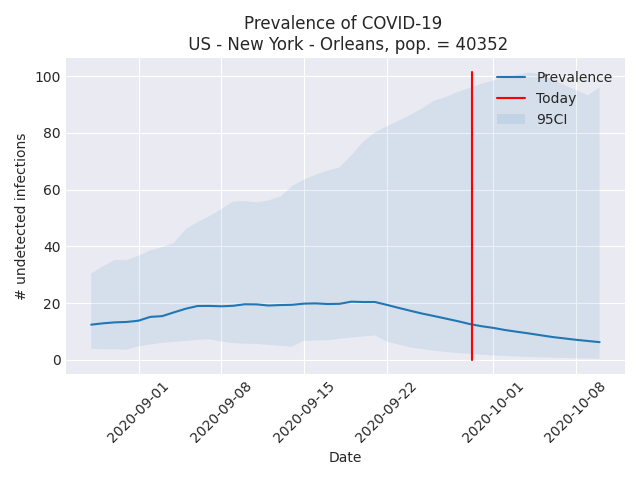 Prevalence of COVID-19
US - New York - Orleans, pop. = 40352
100
80
60
40
20
0
# undetected infections
Prevalence
Today
95CI
2020-09-01
2020-09-08
2020-09-15
2020-09-22
2020-10-01
2020-10-08
Date